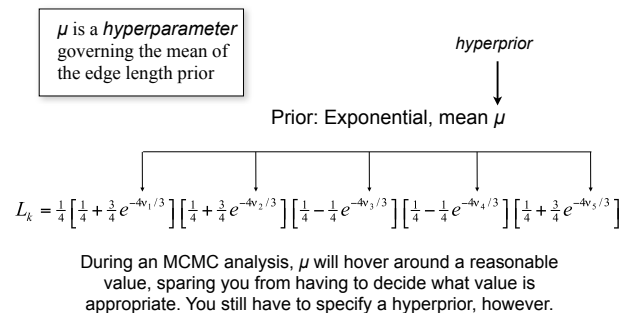 μ is a hyperparameter
governing the mean of
the edge length prior
hyperprior
Prior: Exponential, mean μ
L_k = 1/4 [1/4 + 3/4 e^{-4v_1/3}] [1/4 + 3/4 e^{-4v_2/3}] [1/4 − 1/4 e^{-4v_3/3}] [1/4 − 1/4 e^{-4v_4/3}] [1/4 + 3/4 e^{-4v_5/3}]
During an MCMC analysis, μ will hover around a reasonable
value, sparing you from having to decide what value is
appropriate. You still have to specify a hyperprior, however.